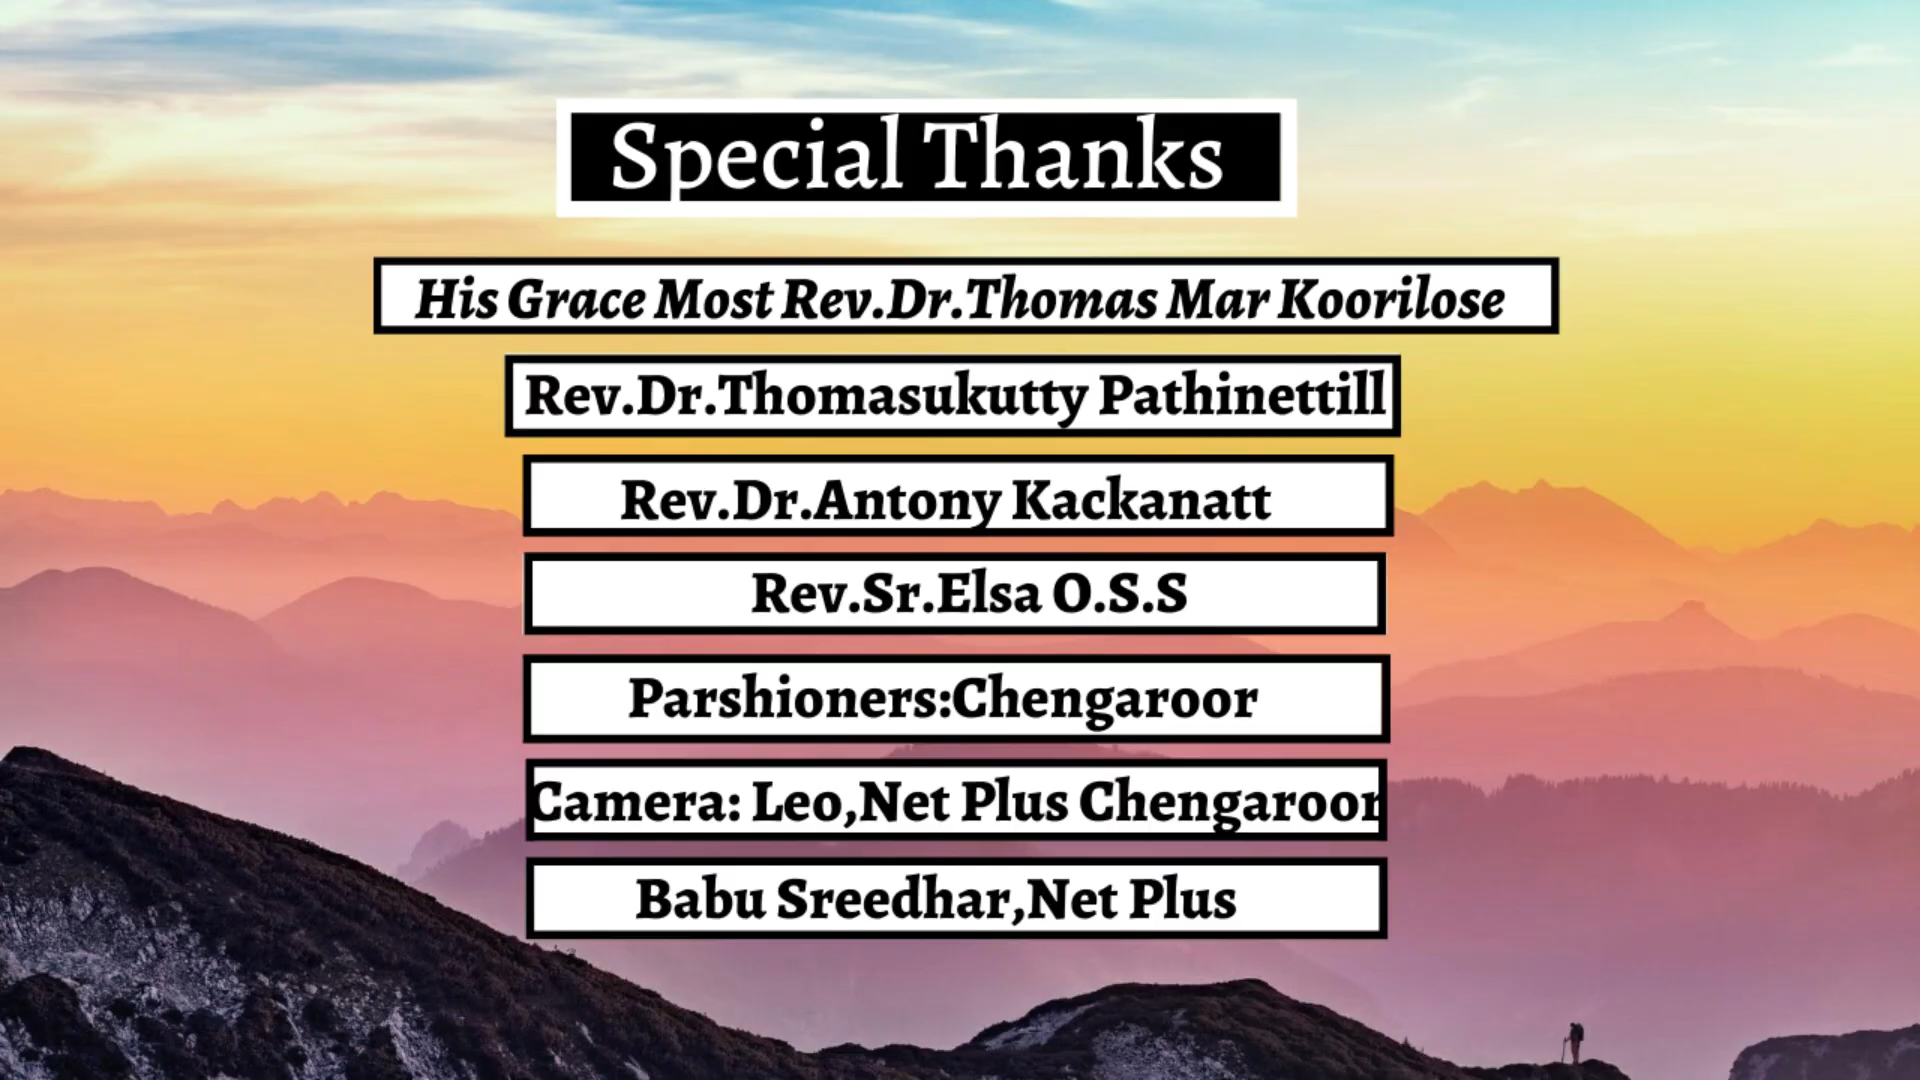 Special Thanks
His Grace Most Rev.Dr.Thomas Mar Koorilose
Rev.Dr.Thomasukutty Pathinettill
Rev.Dr.Antony Kackanatt
Rev.Sr.Elsa O.S.S
Parshioners:Chengaroor
Camera: Leo,Net Plus Chengaroor
Babu Sreedhar,Net Plus